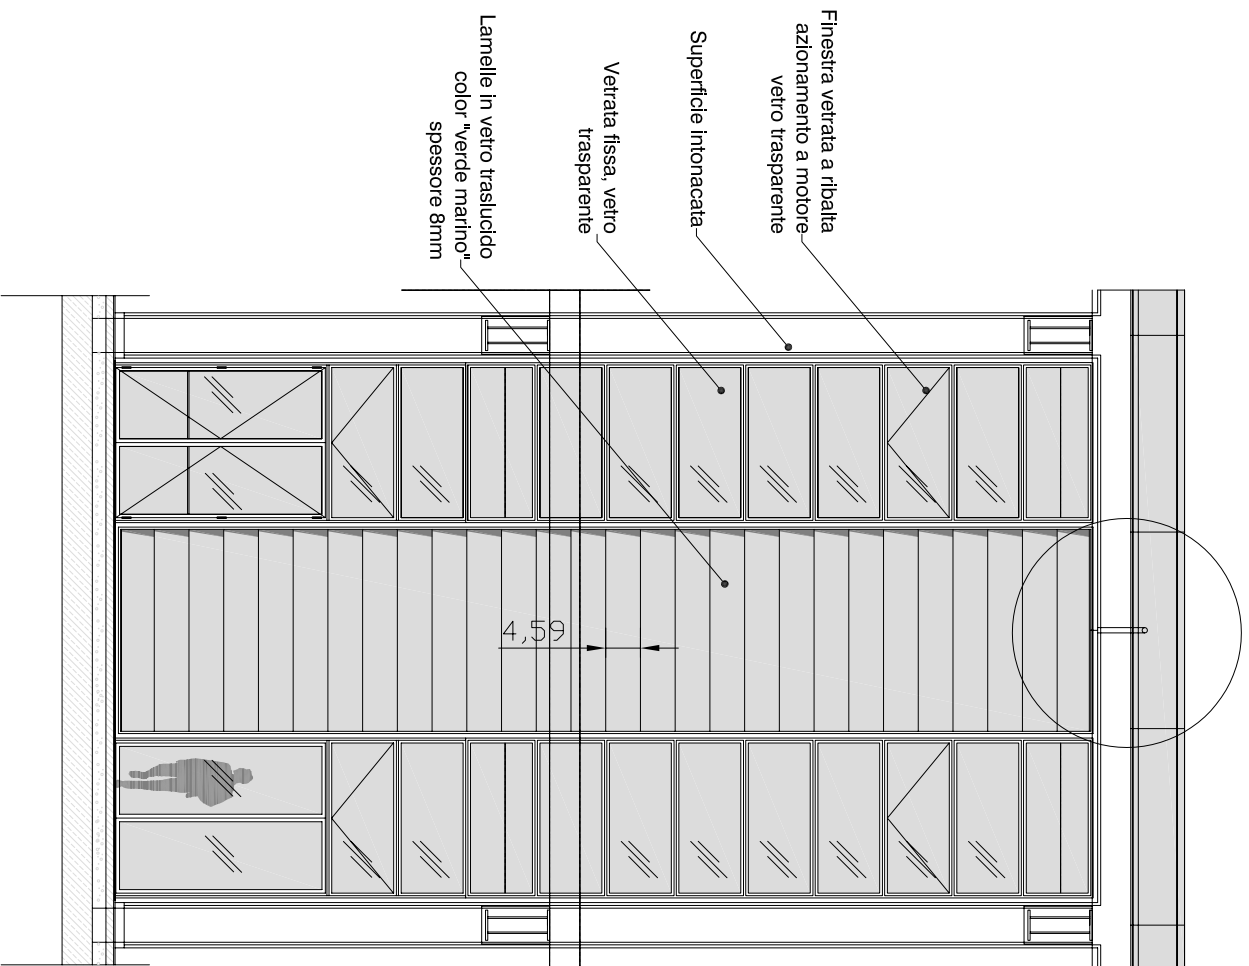 Finestra vetrata a ribalta
azionamento a motore
vetro trasparente
Superficie intonacata
Vetrata fissa, vetro
trasparente
Lamelle in vetro traslucido
color "verde marino"
spessore 8mm
4,59